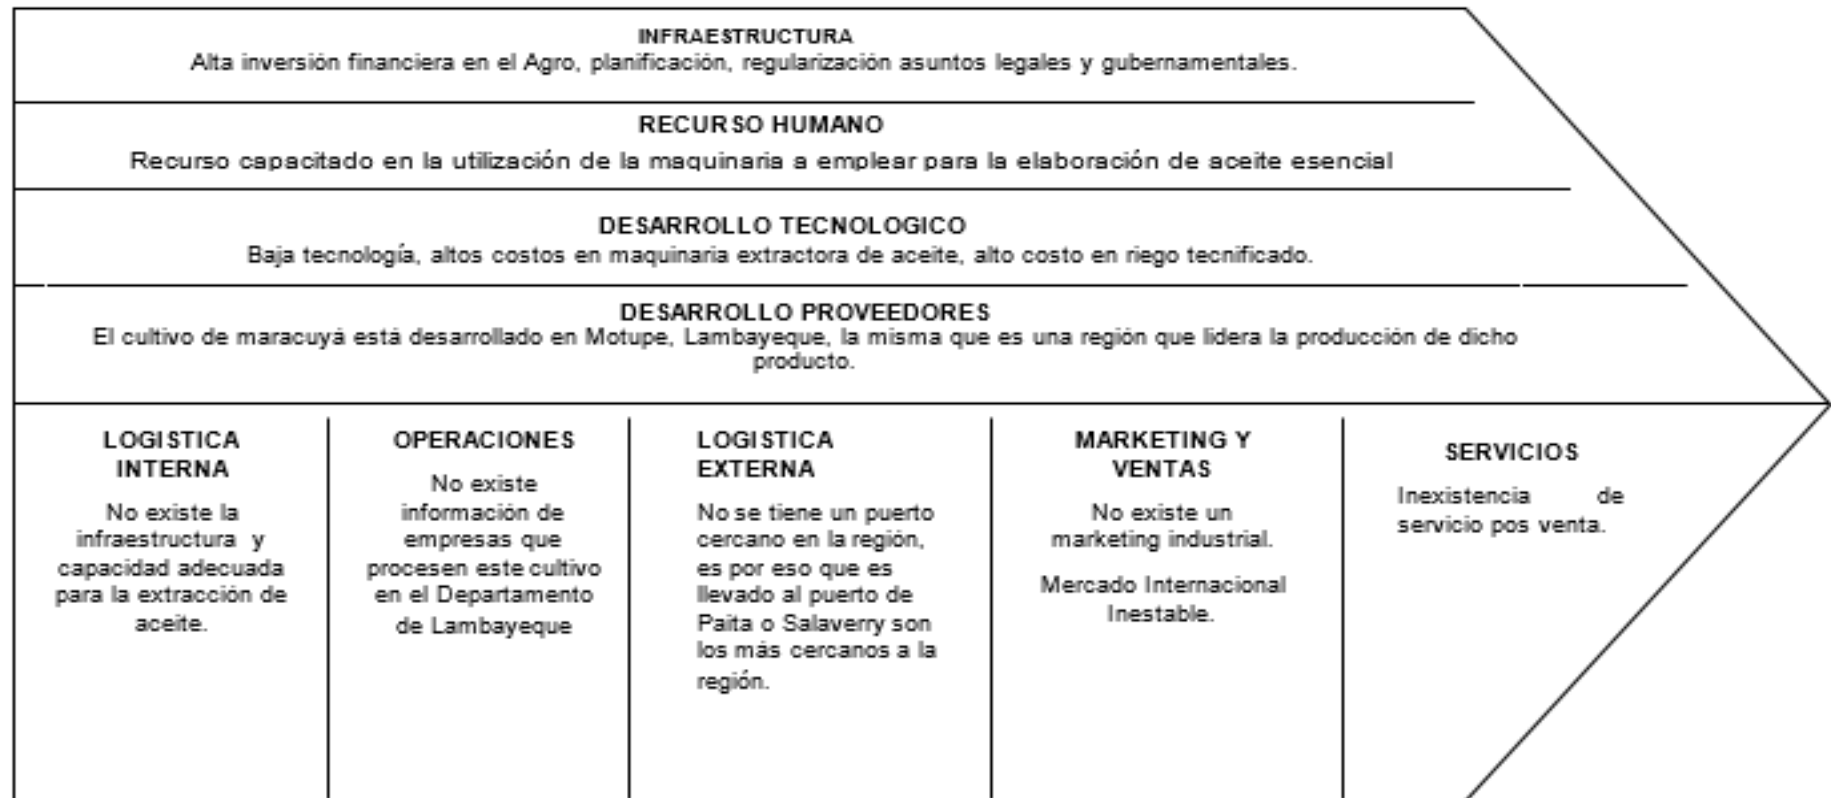 INFRAESTRUCTURA
Alta inversión financiera en el Agro, planificación, regularización asuntos legales y gubernamentales.
RECURSO HUMANO
Recurso capacitado en la utilización de la maquinaria a emplear para la elaboración de aceite esencial
DESARROLLO TECNOLOGICO
Baja tecnología, altos costos en maquinaria extractora de aceite, alto costo en riego tecnificado.
DESARROLLO PROVEEDORES
El cultivo de maracuyá está desarrollado en Motupe, Lambayeque, la misma que es una región que lidera la producción de dicho
producto.
LOGISTICA
INTERNA
No existe la
infraestructura y
capacidad adecuada
para la extracción de
aceite.
OPERACIONES
No existe
información de
empresas que
procesen este cultivo
en el Departamento
de Lambayeque
LOGISTICA
EXTERNA
No se tiene un puerto
cercano en la región,
es por eso que es
llevado al puerto de
Paita o Salaverry son
los más cercanos a la
región.
MARKETING Y
VENTAS
No existe un
marketing industrial.
Mercado Internacional
Inestable.
SERVICIOS
Inexistencia de
servicio pos venta.